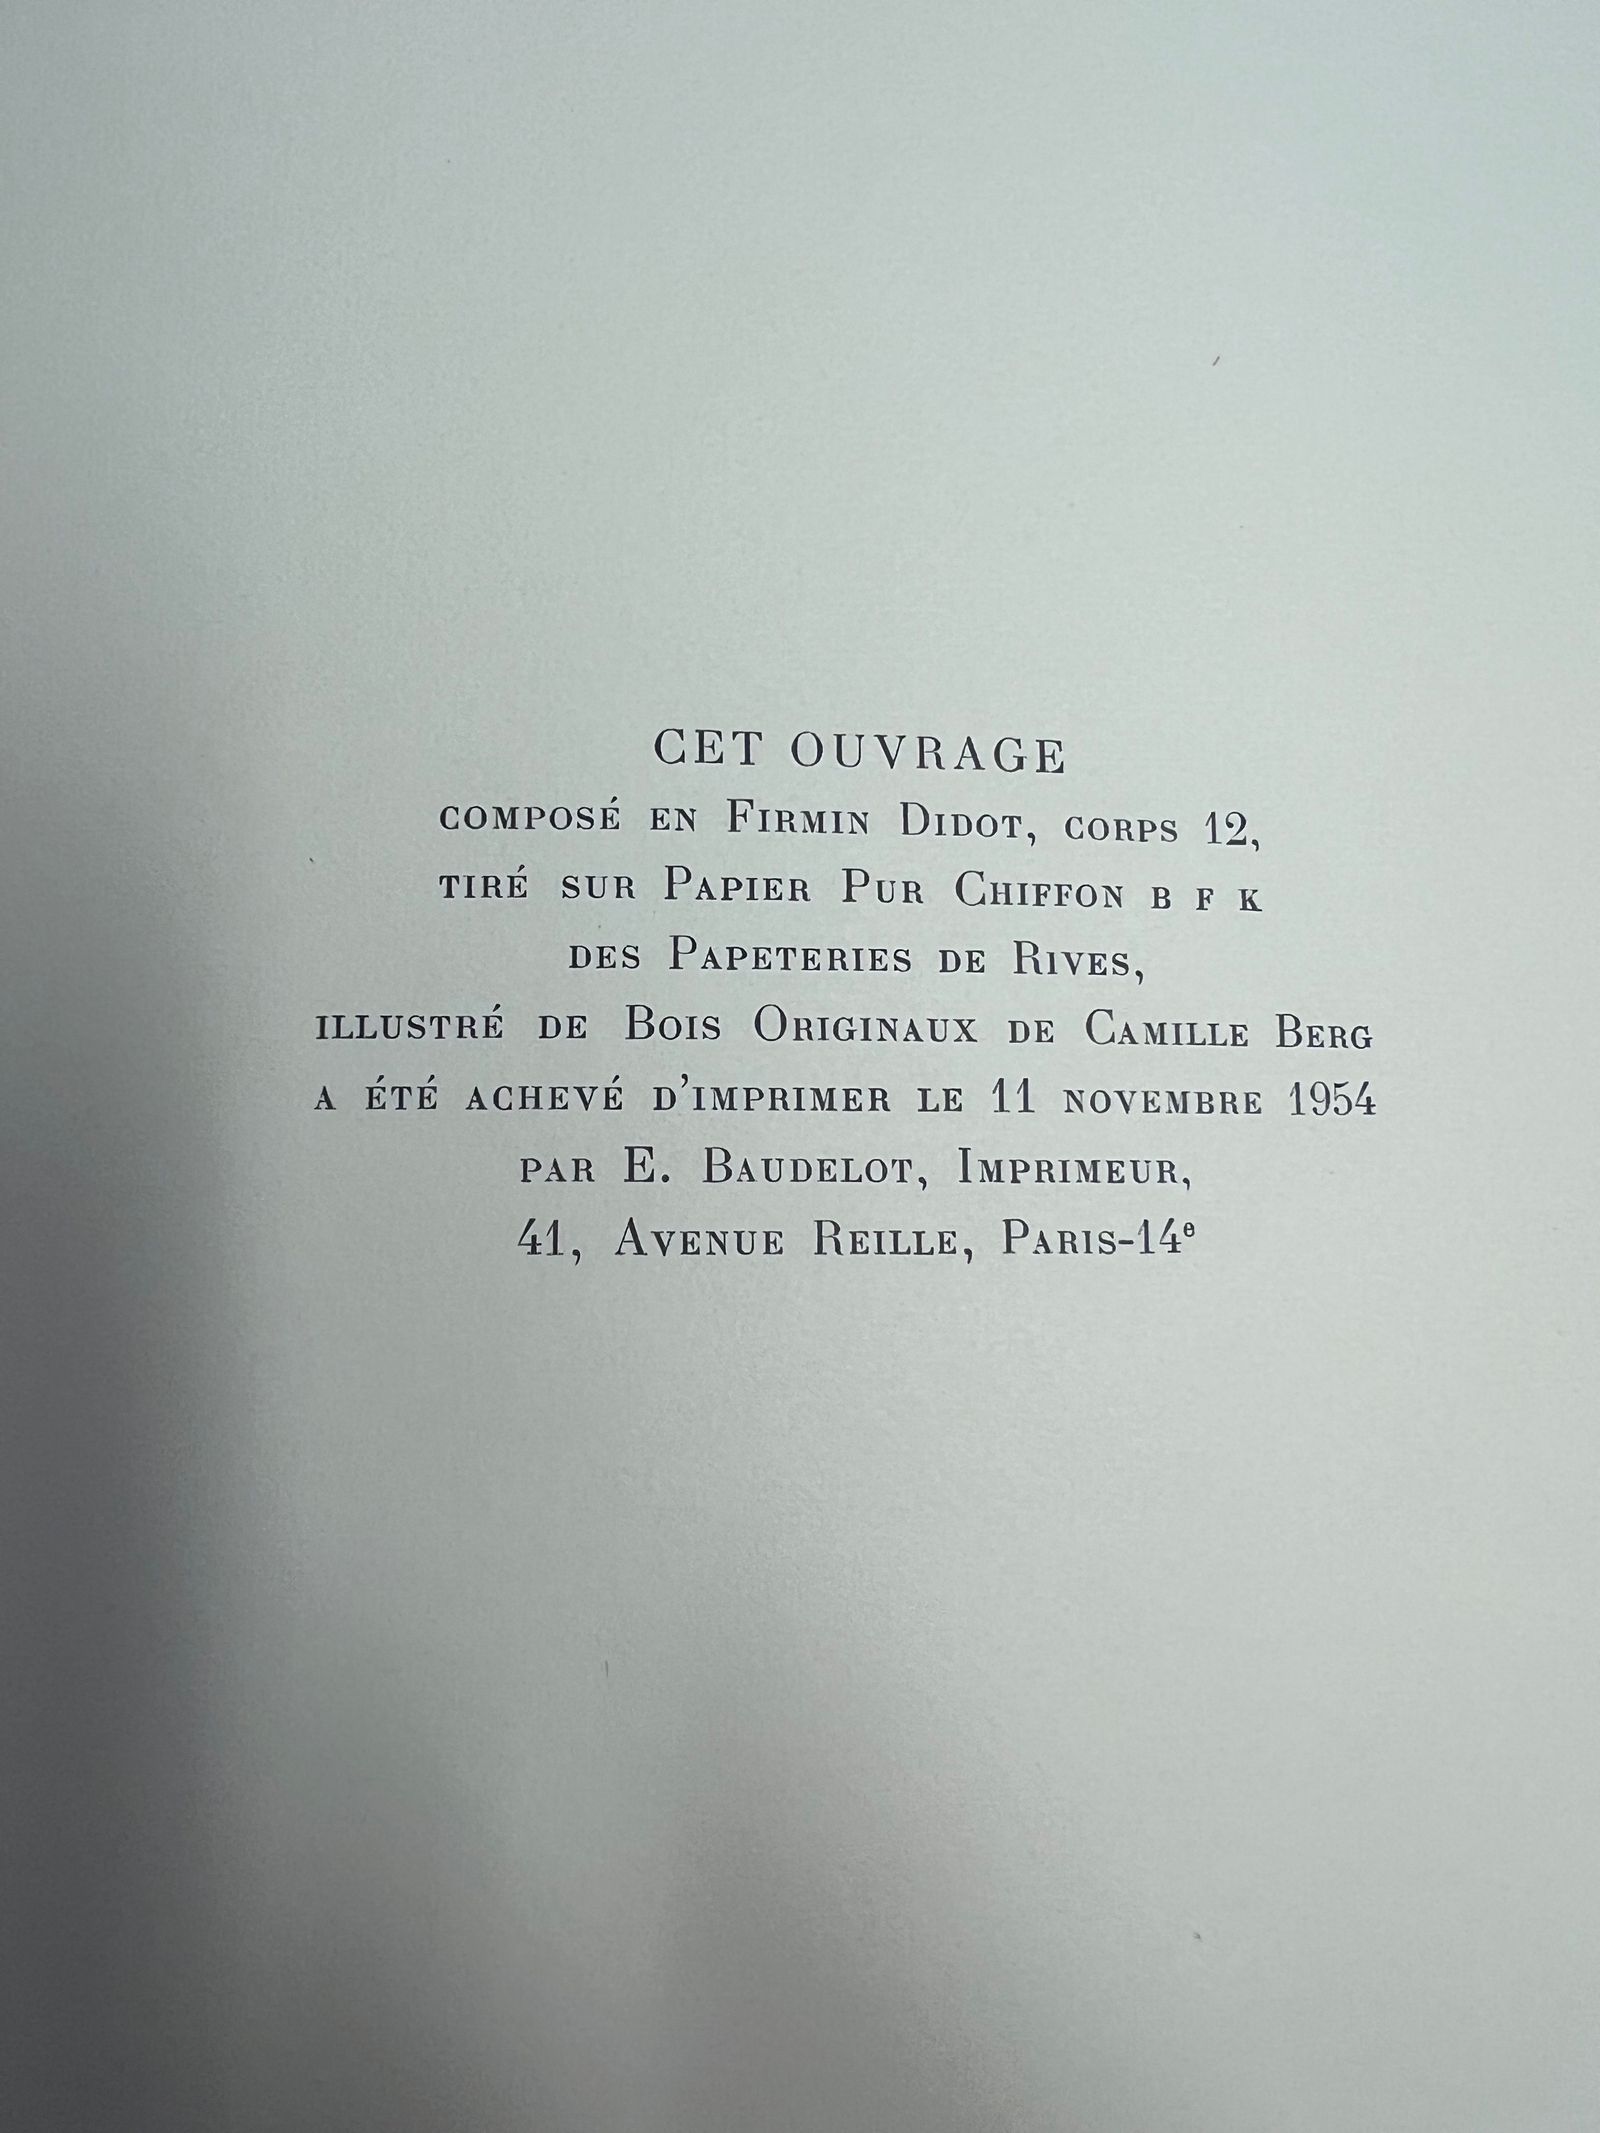 CET OUVRAGE
COMPOSÉ EN FIRMIN DIDOT, CORPS 12,
TIRÉ SUR PAPIER PUR CHIFFON B F K
DES PAPETERIES DE RIVES,
ILLUSTRÉ DE BOIS ORIGINAUX DE CAMILLE BERG
A ÉTÉ ACHEVÉ D'IMPRIMER LE 11 NOVEMBRE 1954
PAR E. BAUDELOT, IMPRIMEUR,
41, AVENUE REILLE, PARIS-14e